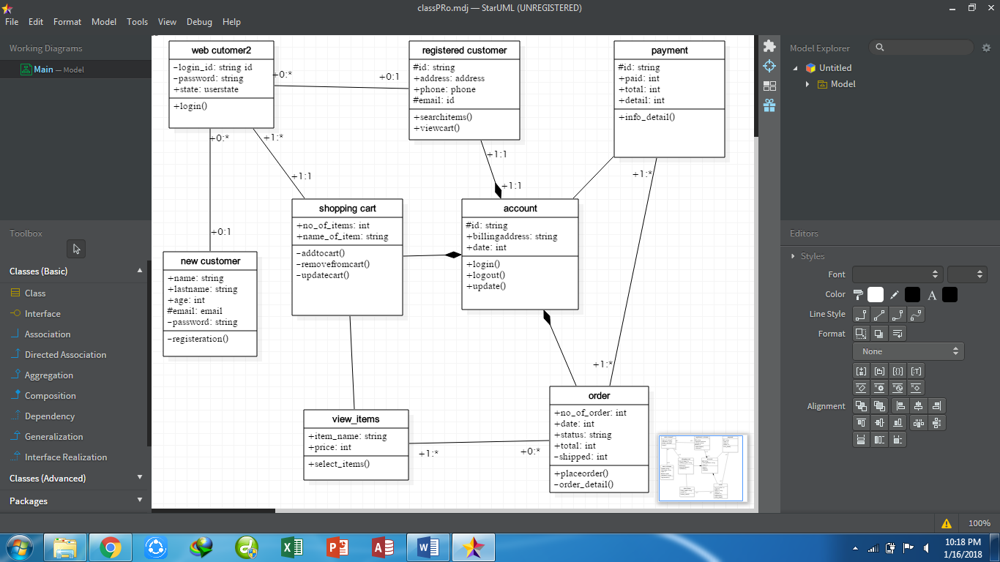 classPRo.mdj — StarUML (UNREGISTERED)
File Edit Format Model Tools View Debug Help
Working Diagrams
Main — Model
Toolbox
Classes (Basic)
Class
Interface
Association
Directed Association
Aggregation
Composition
Dependency
Generalization
Interface Realization
Classes (Advanced)
Packages
web cutomer2
-login_id: string id
-password: string
+state: userstate
+login()
+0:*
+0:1
registered customer
#id: string
+address: address
+phone: phone
#email: id
+searchitems()
+viewcart()
payment
#id: string
+paid: int
+total: int
+detail: int
+info_detail()
+0:*
+1:*
+1:1
+1:1
+1:1
+1:*
+0:1
new customer
+name: string
+lastname: string
+age: int
#email: email
-password: string
-registeration()
shopping cart
+no_of_items: int
+name_of_item: string
-addtocart()
-removefromcart()
-updatecart()
account
#id: string
+billingaddress: string
+date: int
+login()
+logout()
+update()
+1:*
view_items
+item_name: string
+price: int
+select_items()
+1:*
+0:*
order
+no_of_order: int
+date: int
+status: string
+total: int
-shipped: int
+placeorder()
-order_detail()
Model Explorer
Untitled
Model
Editors
Styles
Font
Color
A
Line Style
Format
None
Alignment
100%
10:18 PM
1/16/2018